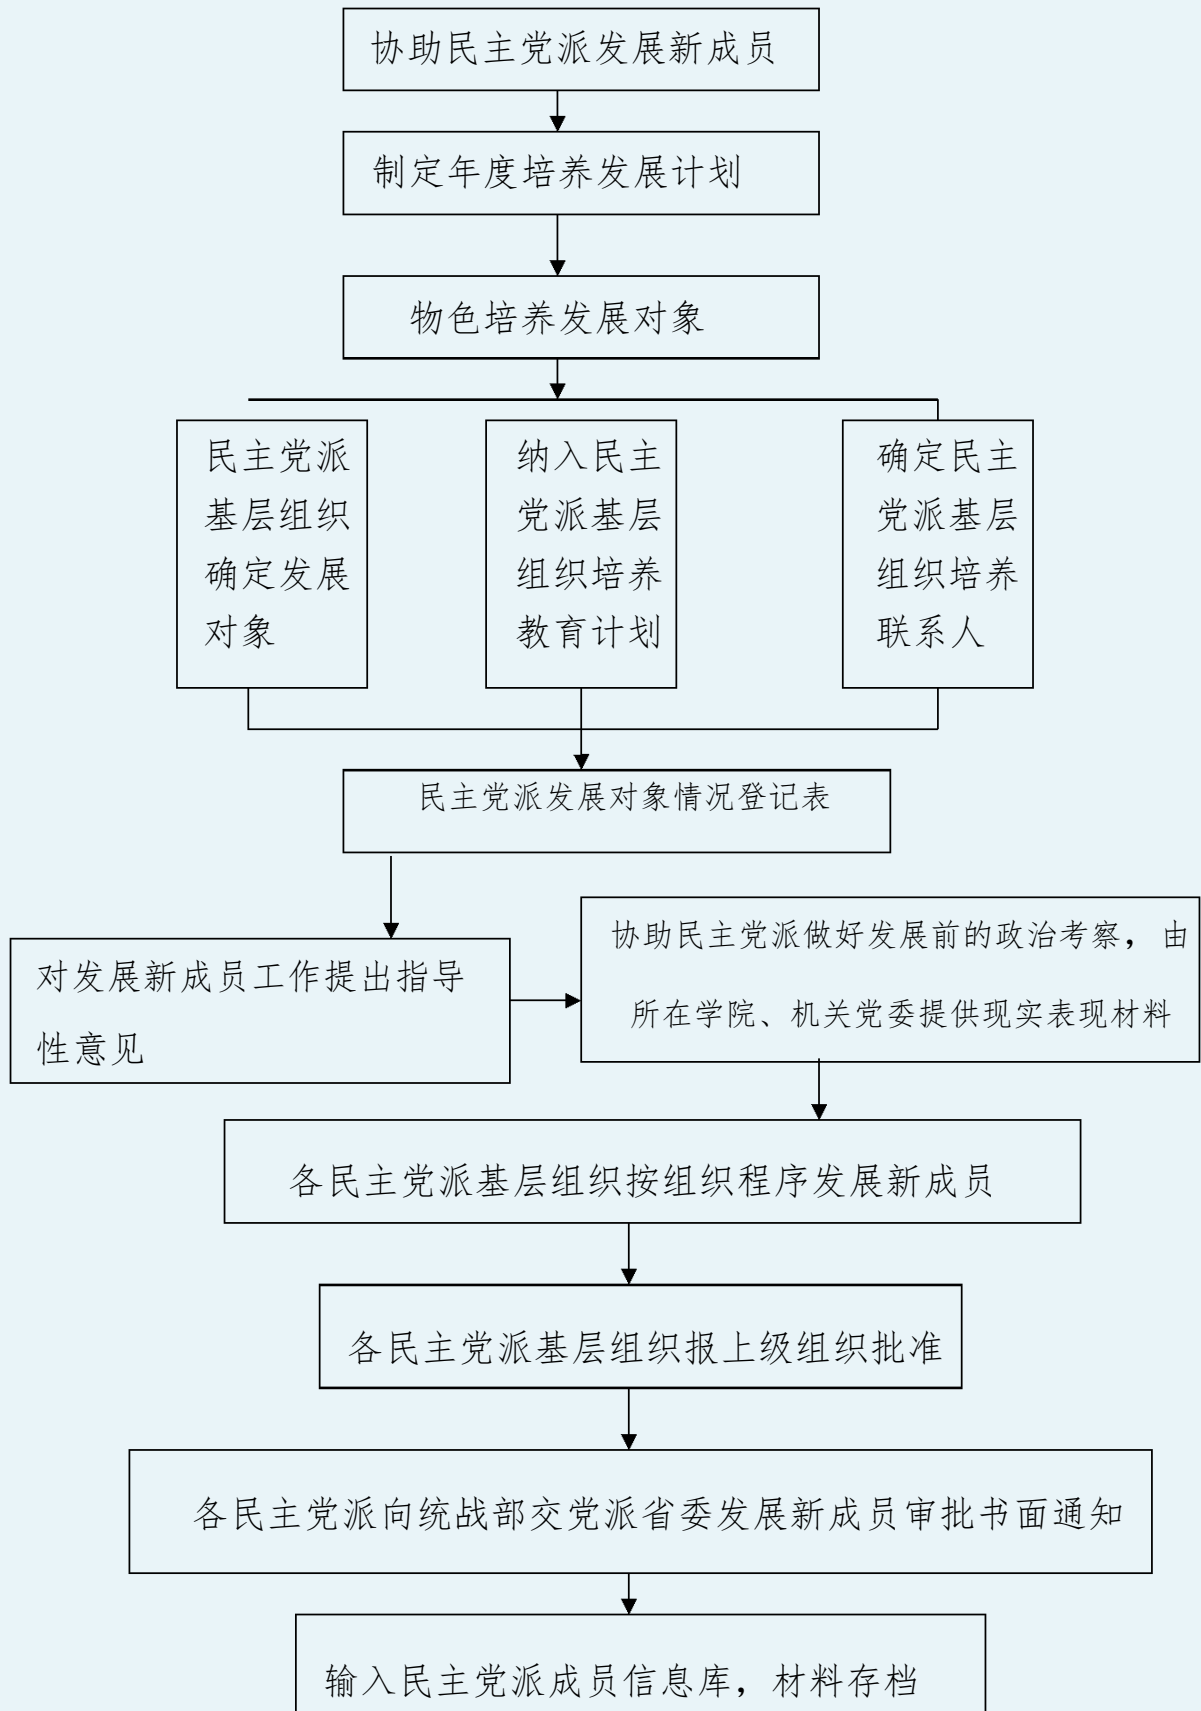 协助民主党派发展新成员
制定年度培养发展计划
物色培养发展对象
民主党派
基层组织
确定发展
对象
纳入民主
党派基层
组织培养
教育计划
确定民主
党派基层
组织培养
联系人
民主党派发展对象情况登记表
对发展新成员工作提出指导
性意见
协助民主党派做好发展前的政治考察，由
所在学院、机关党委提供现实表现材料
各民主党派基层组织按组织程序发展新成员
各民主党派基层组织报上级组织批准
各民主党派向统战部交党派省委发展新成员审批书面通知
输入民主党派成员信息库，材料存档